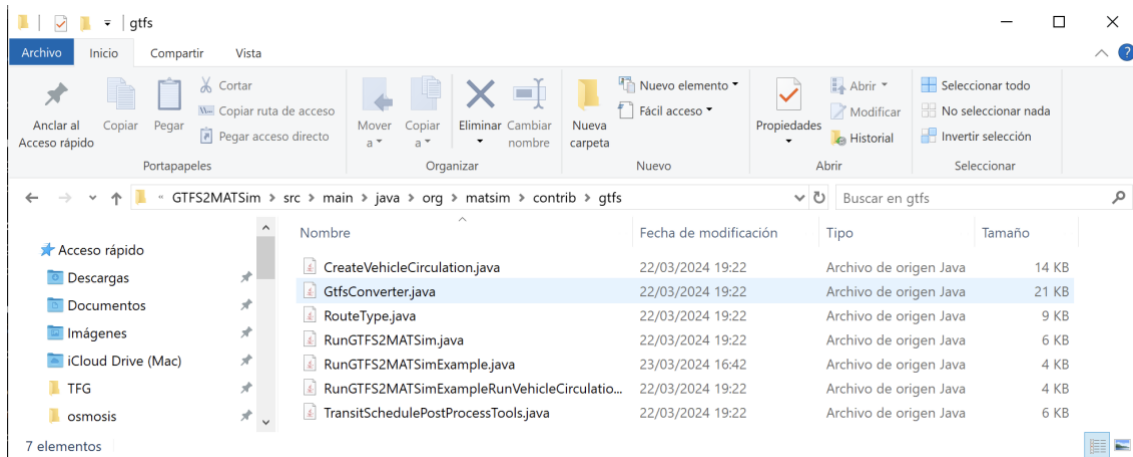 gtfs
Archivo Inicio Compartir Vista
Anclar al Acceso rápido
Copiar
Pegar
Cortar
Copiar ruta de acceso
Pegar acceso directo
Portapapeles
Mover a
Copiar a
Eliminar
Cambiar nombre
Organizar
Nueva carpeta
Nuevo elemento
Fácil acceso
Nuevo
Propiedades
Abrir
Modificar
Historial
Abrir
Seleccionar todo
No seleccionar nada
Invertir selección
Seleccionar
« GTFS2MATSim > src > main > java > org > matsim > contrib > gtfs
Buscar en gtfs
Acceso rápido
Descargas
Documentos
Imágenes
iCloud Drive (Mac)
TFG
osmosis
Nombre Fecha de modificación Tipo Tamaño
CreateVehicleCirculation.java 22/03/2024 19:22 Archivo de origen Java 14 KB
GtfsConverter.java 22/03/2024 19:22 Archivo de origen Java 21 KB
RouteType.java 22/03/2024 19:22 Archivo de origen Java 9 KB
RunGTFS2MATSim.java 22/03/2024 19:22 Archivo de origen Java 6 KB
RunGTFS2MATSimExample.java 23/03/2024 16:42 Archivo de origen Java 4 KB
RunGTFS2MATSimExampleRunVehicleCirculatio... 22/03/2024 19:22 Archivo de origen Java 4 KB
TransitSchedulePostProcessTools.java 22/03/2024 19:22 Archivo de origen Java 6 KB
7 elementos